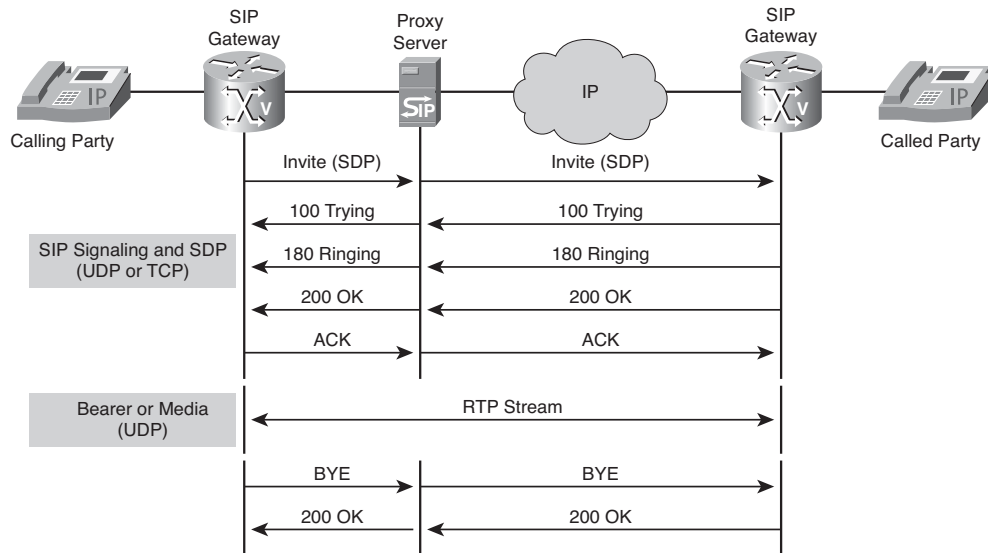 SIP
Gateway
Proxy
Server
SIP
Gateway
IP
V
SIP
IP
V
IP
Calling Party
Called Party
Invite (SDP)
Invite (SDP)
100 Trying
100 Trying
SIP Signaling and SDP
(UDP or TCP)
180 Ringing
180 Ringing
200 OK
200 OK
ACK
ACK
Bearer or Media
(UDP)
RTP Stream
BYE
BYE
200 OK
200 OK